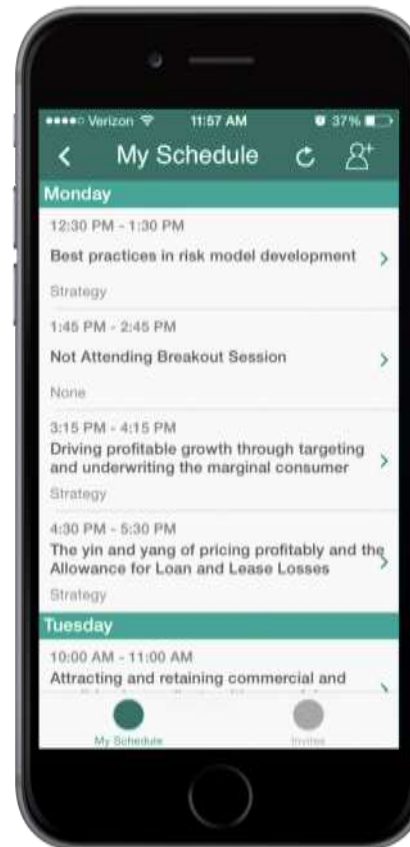 Verizon 11:57 AM 37%
My Schedule
Monday
12:30 PM - 1:30 PM
Best practices in risk model development
Strategy
1:45 PM - 2:45 PM
Not Attending Breakout Session
None
3:15 PM - 4:15 PM
Driving profitable growth through targeting
and underwriting the marginal consumer
Strategy
4:30 PM - 5:30 PM
The yin and yang of pricing profitably and the
Allowance for Loan and Lease Losses
Strategy
Tuesday
10:00 AM - 11:00 AM
Attracting and retaining commercial and
My Schedule Invites